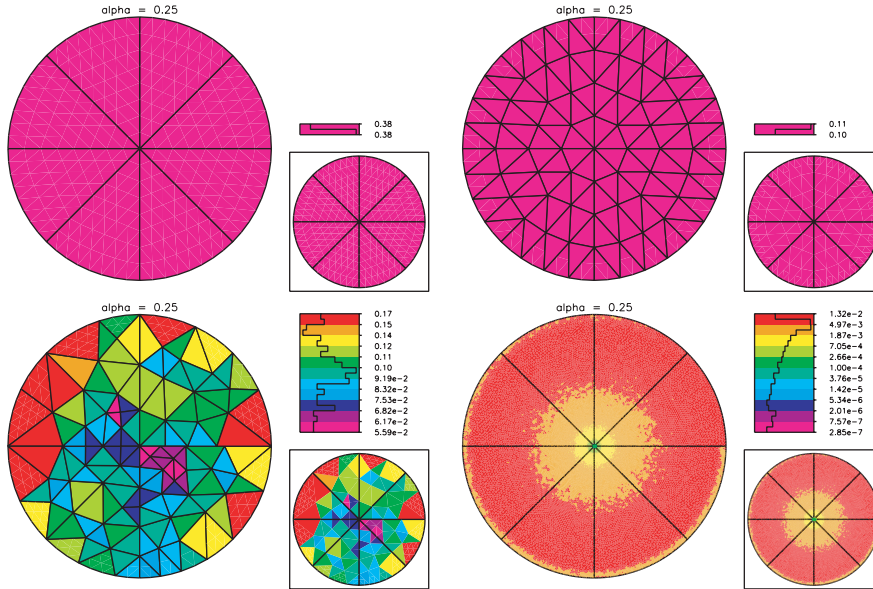 alpha = 0.25
0.38
0.38
alpha = 0.25
0.11
0.10
alpha = 0.25
0.17
0.15
0.14
0.12
0.11
0.10
9.19e-2
8.32e-2
7.53e-2
6.82e-2
6.17e-2
5.59e-2
alpha = 0.25
1.32e-2
4.97e-3
1.87e-3
7.05e-4
2.66e-4
1.00e-4
3.76e-5
1.42e-5
5.34e-6
2.01e-6
7.57e-7
2.85e-7